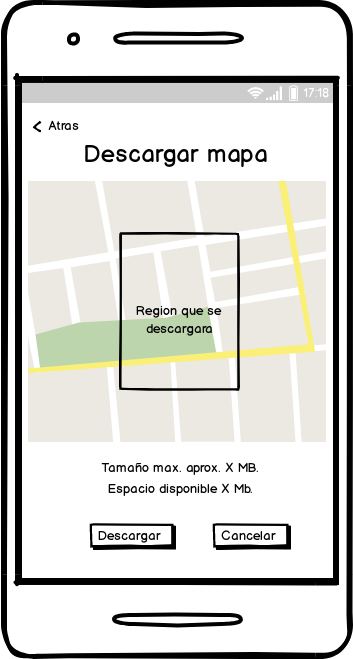 17:18
Atras
Descargar mapa
Region que se
descargara
Tamaño max. aprox. X MB.
Espacio disponible X Mb.
Descargar
Cancelar